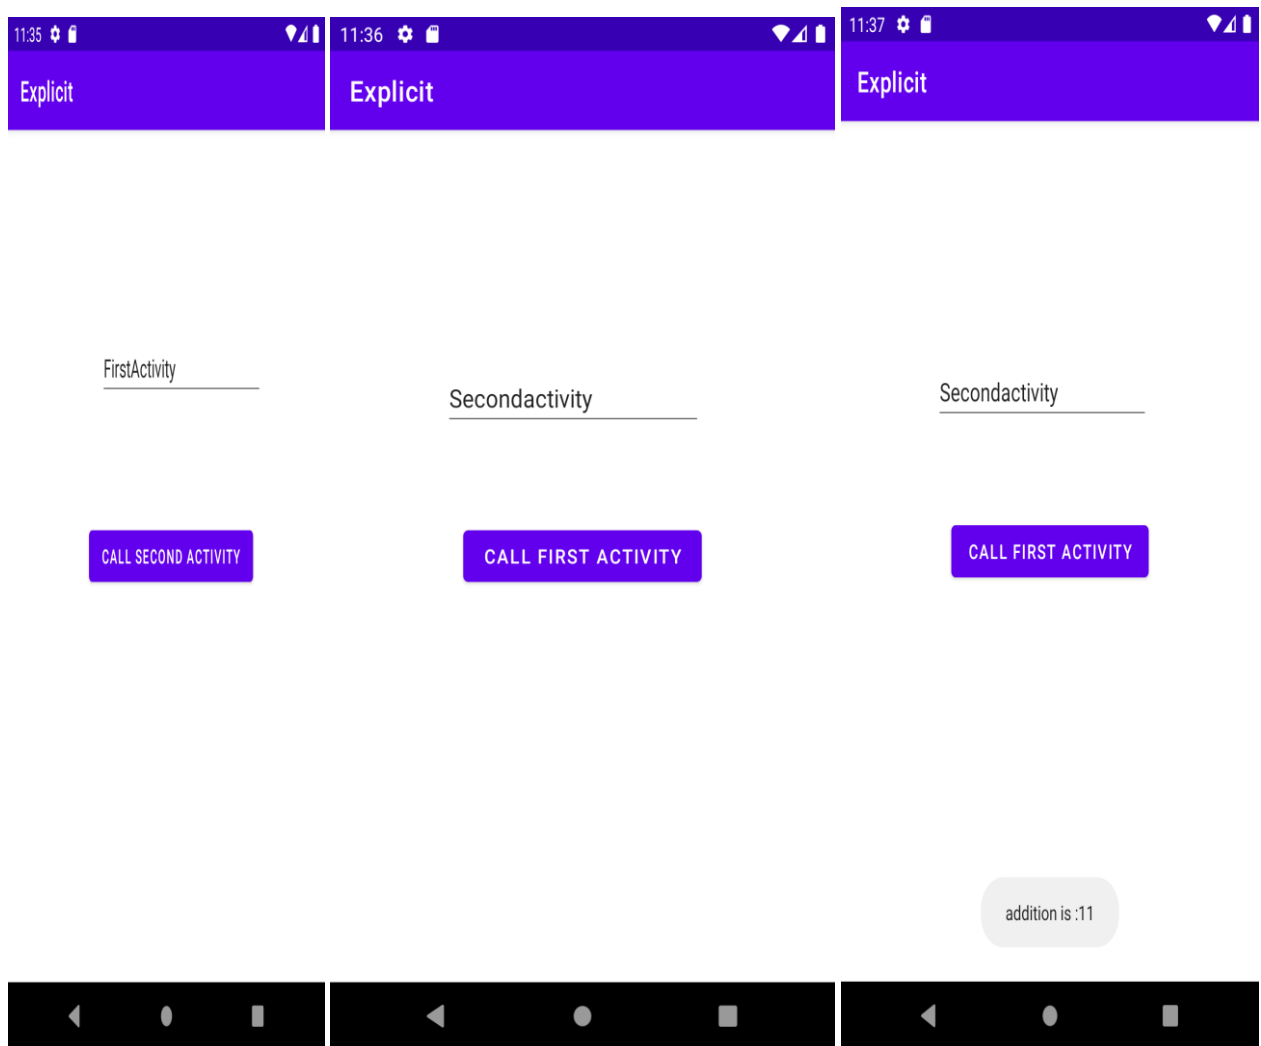 11:35
Explicit
FirstActivity
CALL SECOND ACTIVITY
11:36
Explicit
Secondactivity
CALL FIRST ACTIVITY
11:37
Explicit
Secondactivity
CALL FIRST ACTIVITY
addition is :11